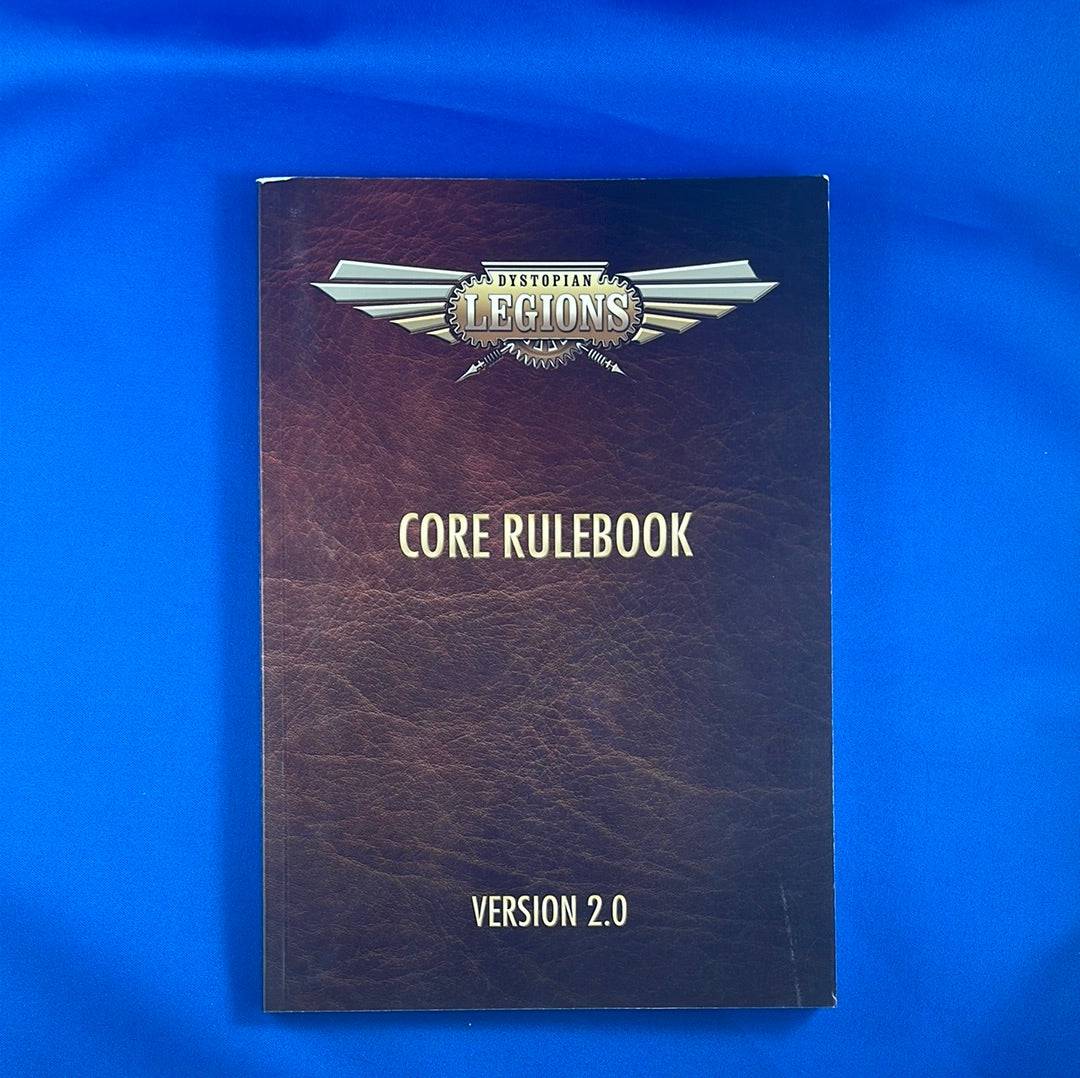 DYSTOPIAN
LEGIONS
CORE RULEBOOK
VERSION 2.0